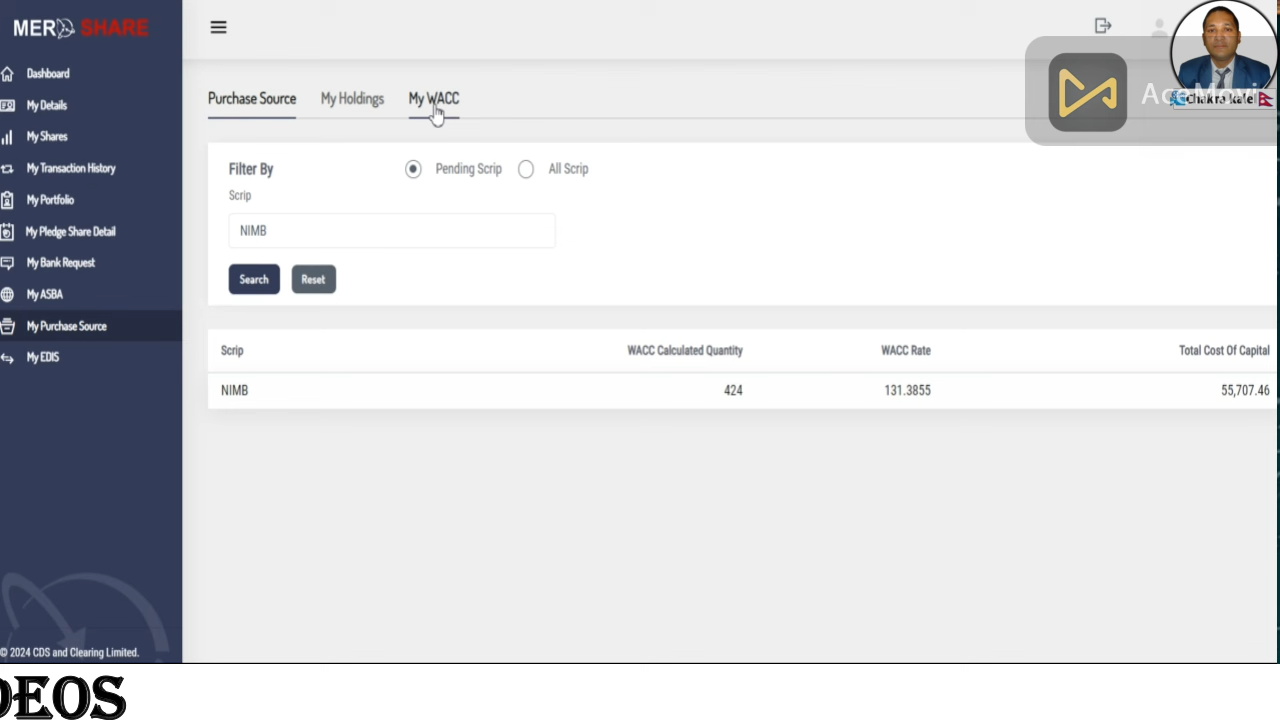 MERO SHARE
Dashboard
My Details
My Shares
My Transaction History
My Portfolio
My Pledge Share Detail
My Bank Request
My ASBA
My Purchase Source
My EDIS
© 2024 CDS and Clearing Limited.
Purchase Source My Holdings My WACC
Filter By Pending Scrip All Scrip
Scrip
NIMB
Search Reset
Scrip WACC Calculated Quantity WACC Rate Total Cost Of Capital
NIMB 424 131.3855 55,707.46
AceMovi
DEOS